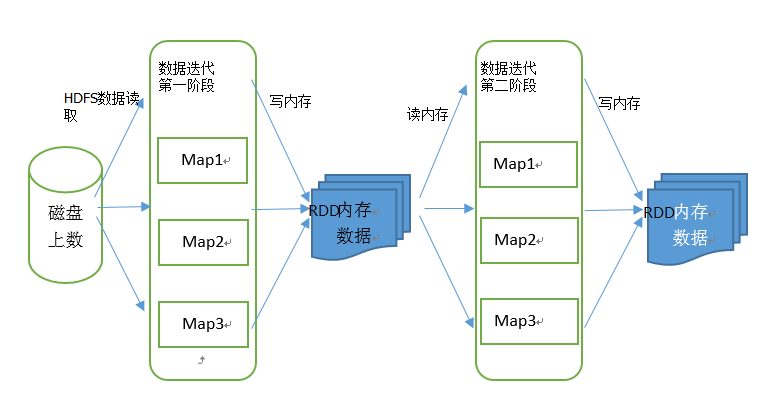 HDFS数据读
取
磁盘
上数
数据迭代
第一阶段
Map1
Map2
Map3
写内存
RDD内存
数据
读内存
数据迭代
第二阶段
Map1
Map2
Map3
写内存
RDD内存
数据